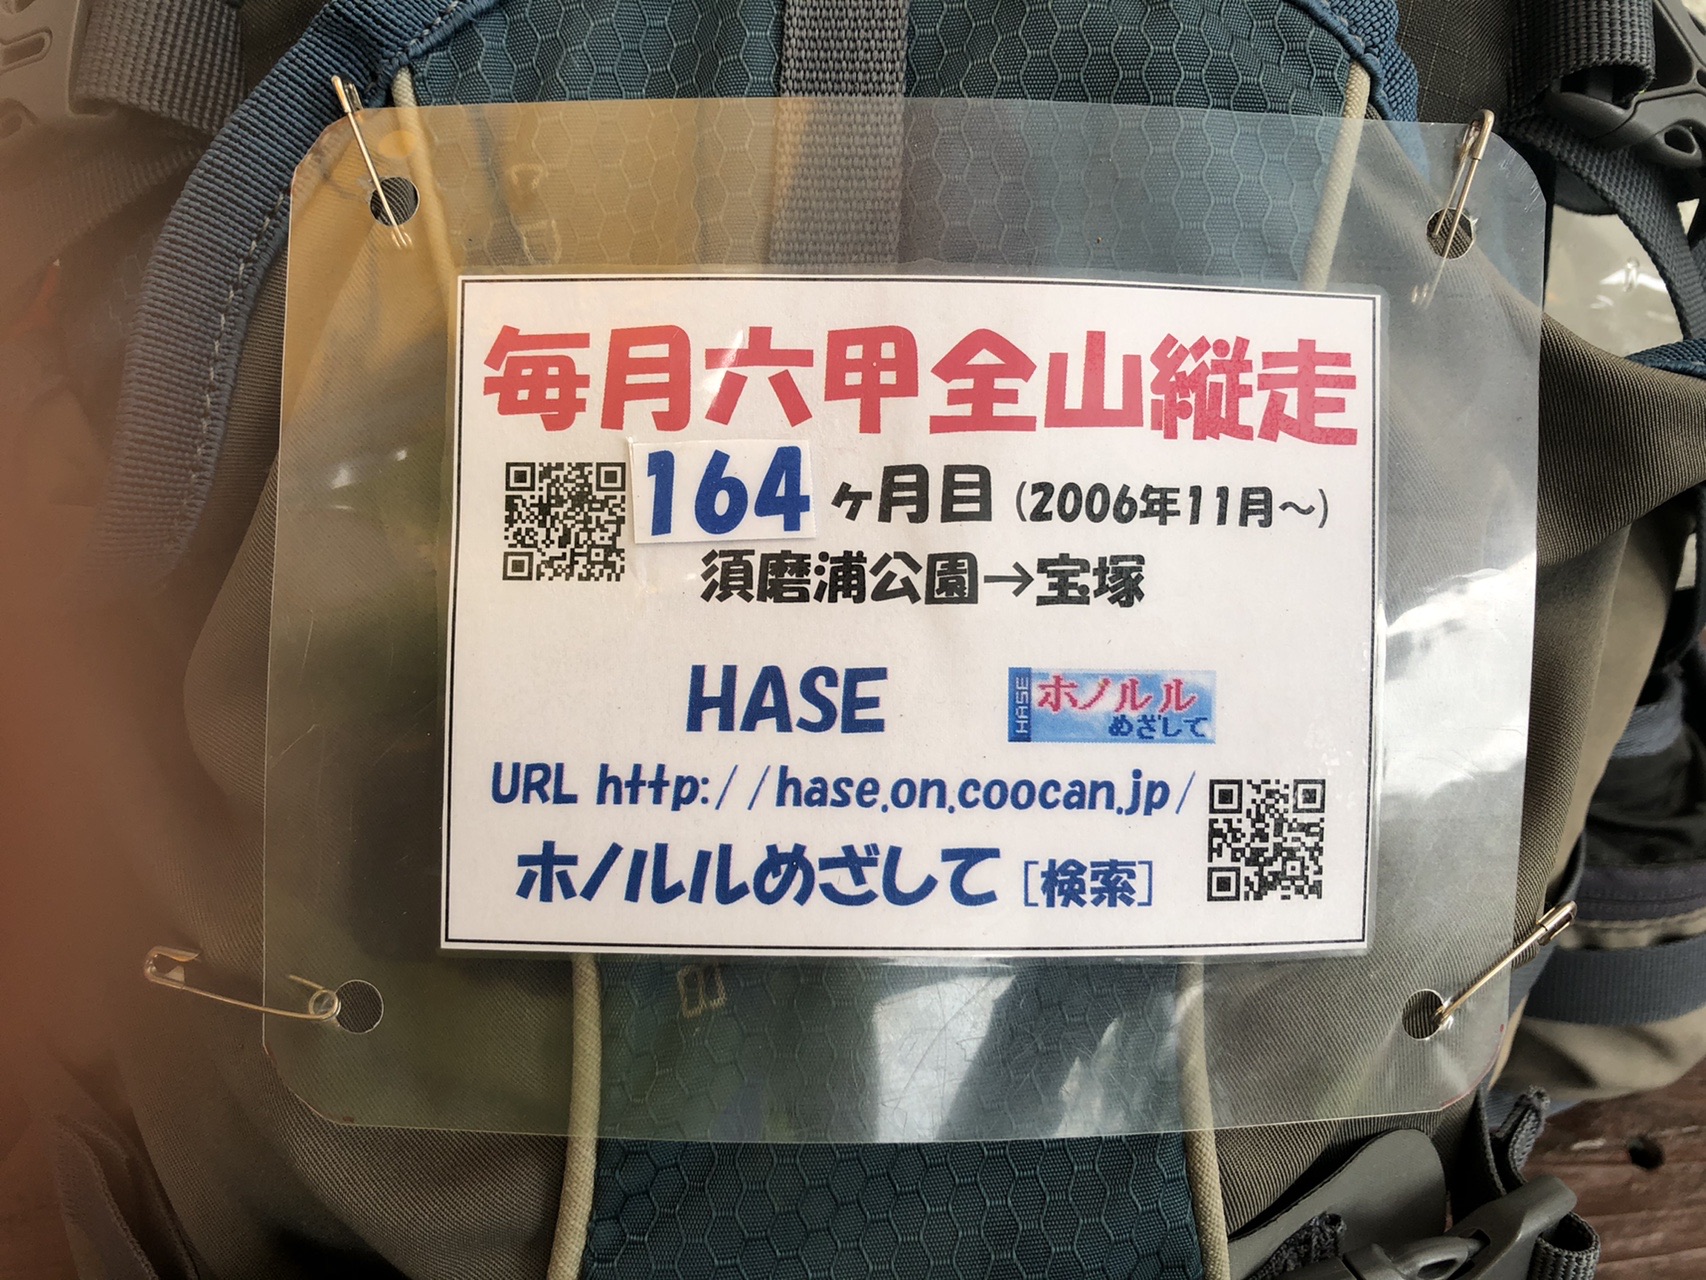 毎月六甲全山縦走
164ヶ月目 (2006年11月〜)
須磨浦公園→宝塚
HASE
HASE ホノルル
めざして
URL http://hase.on.coocan.jp/
ホノルルめざして [検索]